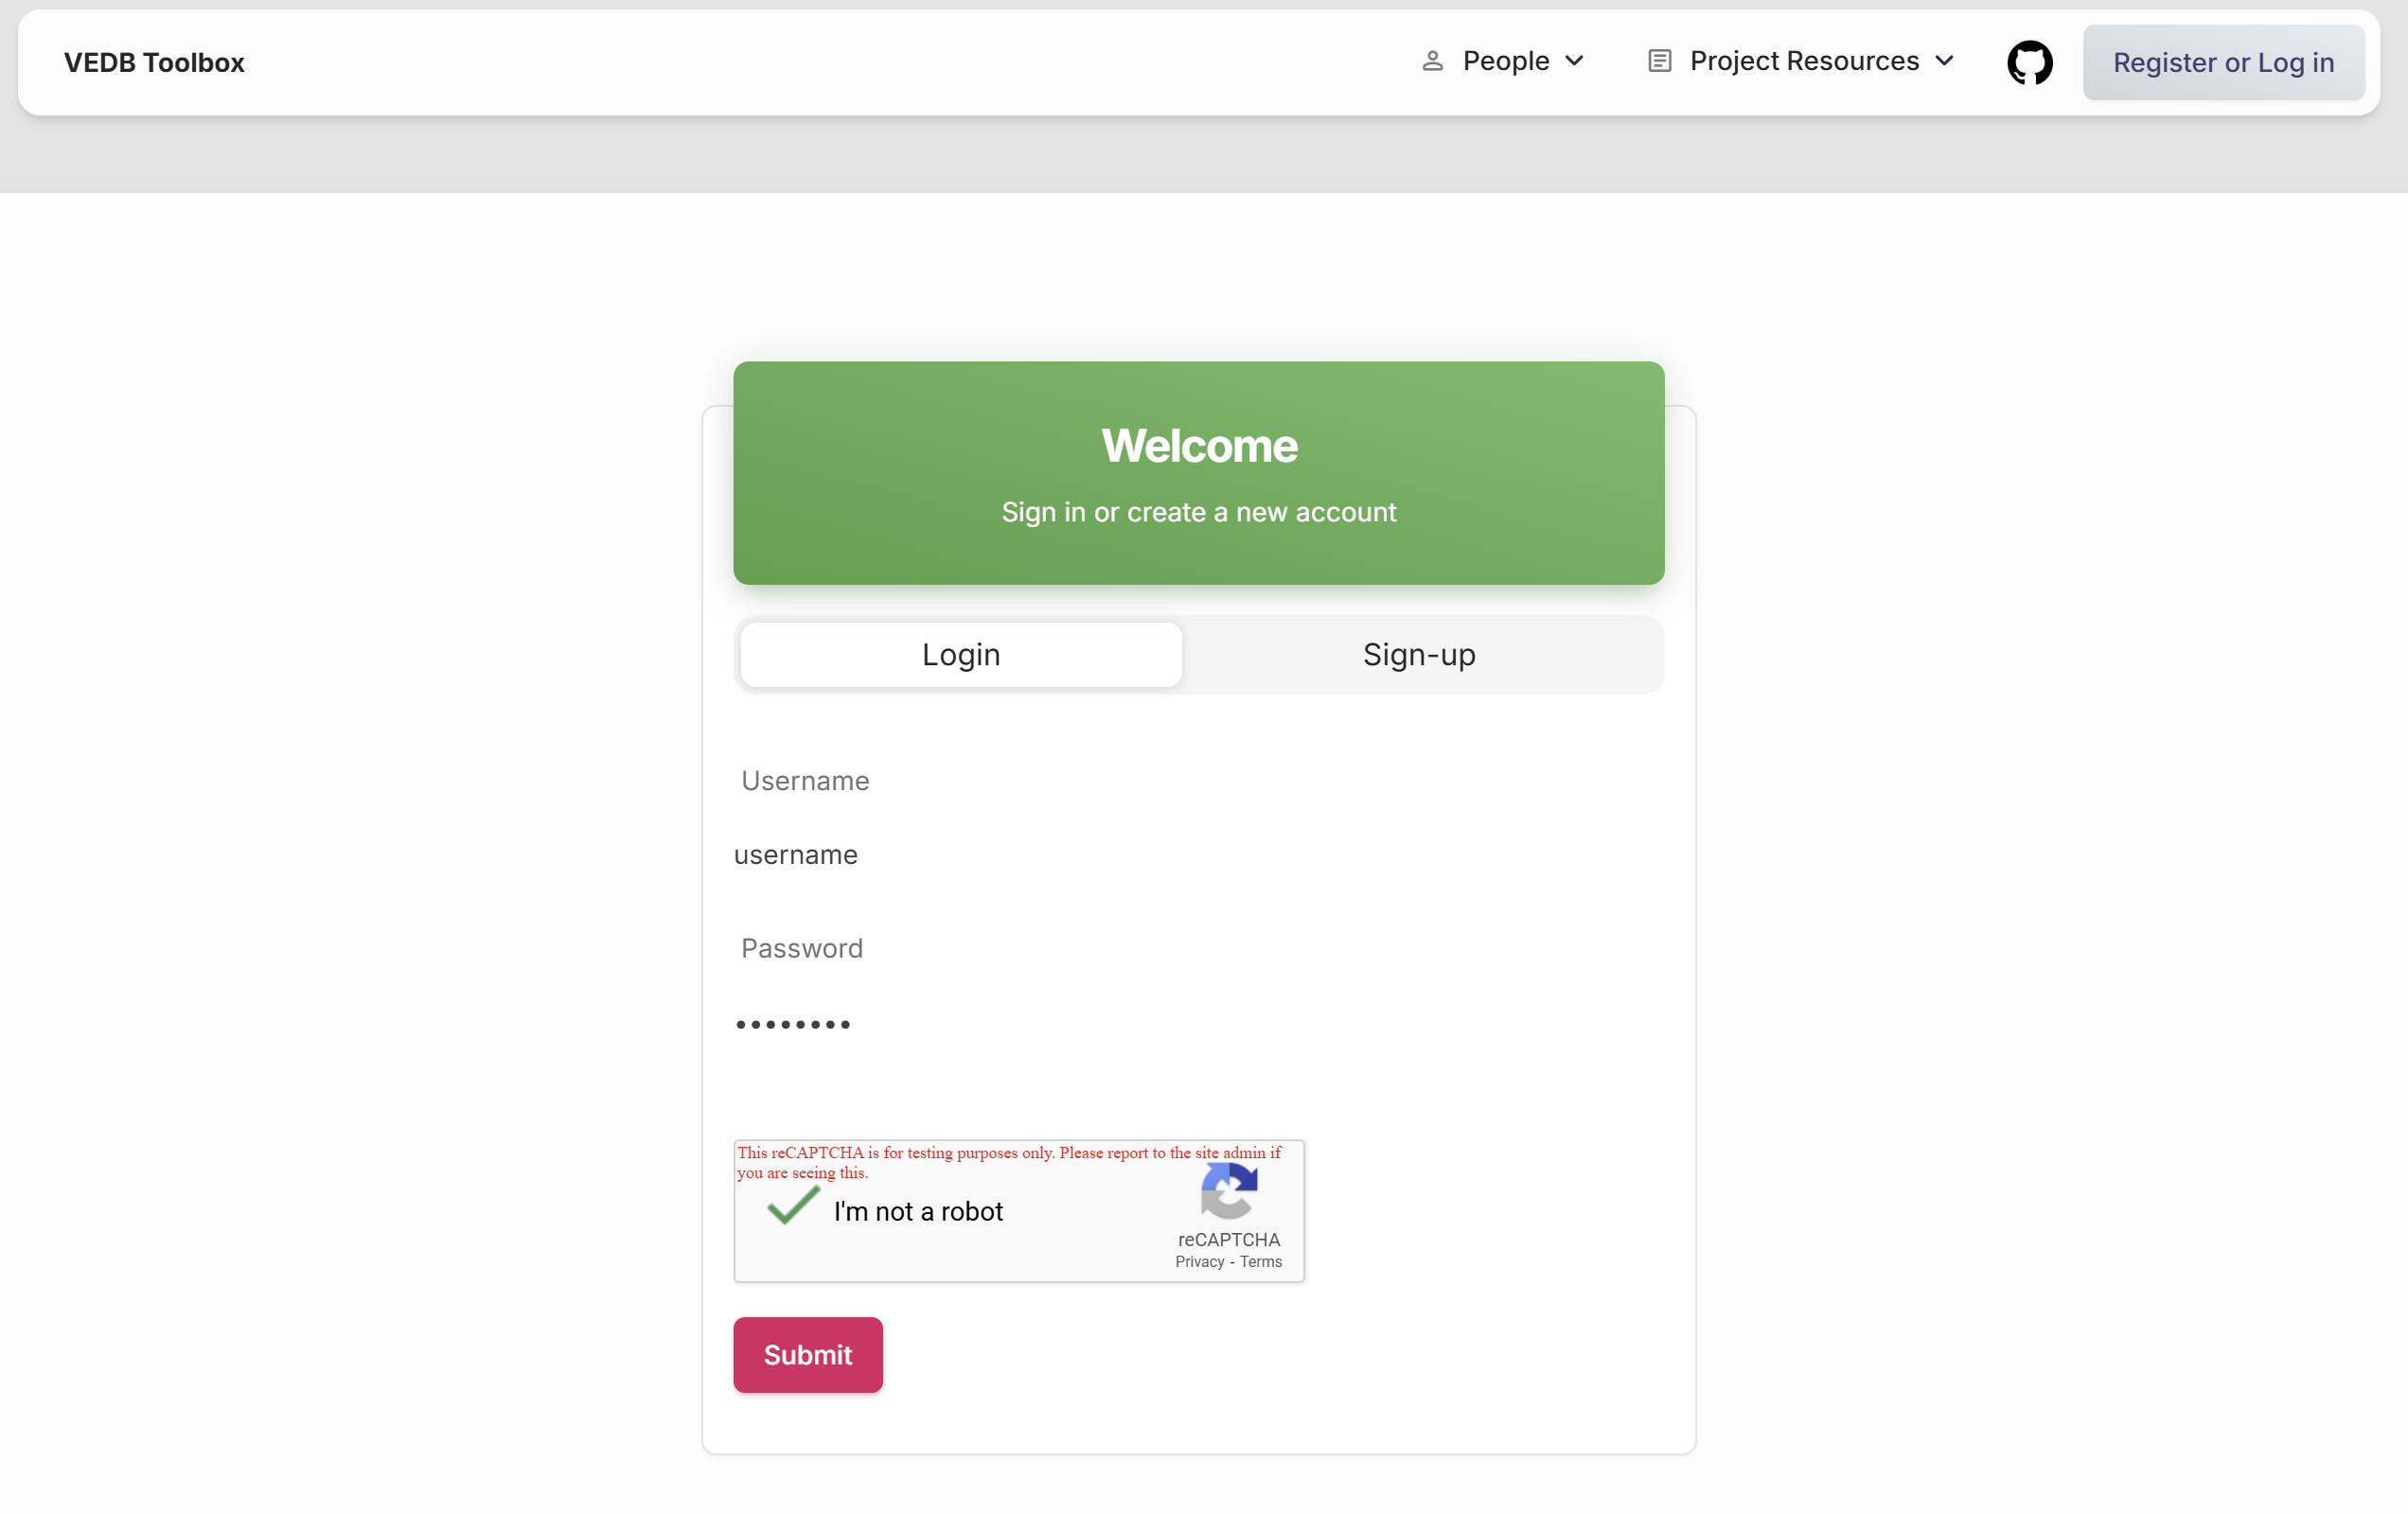 VEDB Toolbox
People
Project Resources
Register or Log in
Welcome
Sign in or create a new account
Login
Sign-up
Username
username
Password
••••••••
This reCAPTCHA is for testing purposes only. Please report to the site admin if
you are seeing this.
I'm not a robot
reCAPTCHA
Privacy - Terms
Submit